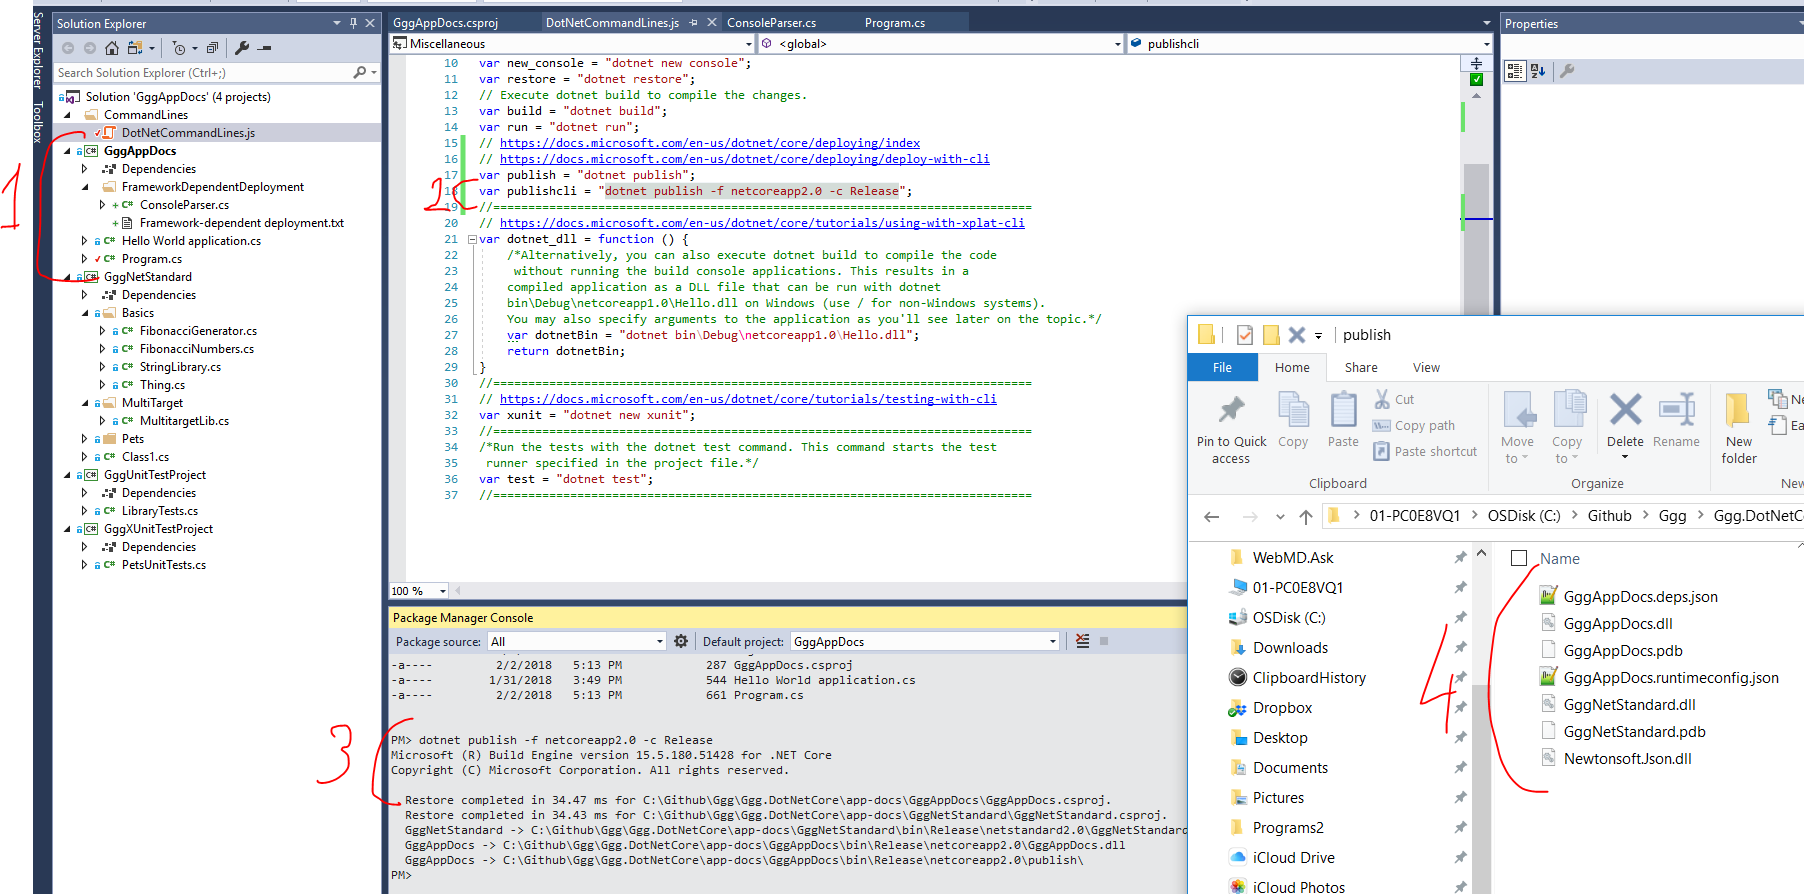 Server Explorer
Toolbox
Solution Explorer
Search Solution Explorer (Ctrl+;)
Solution 'GggAppDocs' (4 projects)
CommandLines
DotNetCommandLines.js
GggAppDocs
Dependencies
FrameworkDependentDeployment
ConsoleParser.cs
Framework-dependent deployment.txt
Hello World application.cs
Program.cs
GggNetStandard
Dependencies
Basics
FibonacciGenerator.cs
FibonacciNumbers.cs
StringLibrary.cs
Thing.cs
MultiTarget
MultitargetLib.cs
Pets
Class1.cs
GggUnitTestProject
Dependencies
LibraryTests.cs
GggXUnitTestProject
Dependencies
PetsUnitTests.cs
1
GggAppDocs.csproj DotNetCommandLines.js ConsoleParser.cs Program.cs
Miscellaneous <global> publishcli
10 var new_console = "dotnet new console";
11 var restore = "dotnet restore";
12 // Execute dotnet build to compile the changes.
13 var build = "dotnet build";
14 var run = "dotnet run";
15 // https://docs.microsoft.com/en-us/dotnet/core/deploying/index
16 // https://docs.microsoft.com/en-us/dotnet/core/deploying/deploy-with-cli
17 var publish = "dotnet publish";
18 var publishcli = "dotnet publish -f netcoreapp2.0 -c Release";
19 //=============================================================================
20 // https://docs.microsoft.com/en-us/dotnet/core/tutorials/using-with-xplat-cli
21 var dotnet_dll = function () {
22 /*Alternatively, you can also execute dotnet build to compile the code
23 without running the build console applications. This results in a
24 compiled application as a DLL file that can be run with dotnet
25 bin\Debug\netcoreapp1.0\Hello.dll on Windows (use / for non-Windows systems).
26 You may also specify arguments to the application as you'll see later on the topic.*/
27 var dotnetBin = "dotnet bin\Debug\netcoreapp1.0\Hello.dll";
28 return dotnetBin;
29 }
30 //=============================================================================
31 // https://docs.microsoft.com/en-us/dotnet/core/tutorials/testing-with-cli
32 var xunit = "dotnet new xunit";
33 //=============================================================================
34 /*Run the tests with the dotnet test command. This command starts the test
35 runner specified in the project file.*/
36 var test = "dotnet test";
37 //=============================================================================
2
100 %
Package Manager Console
Package source: All Default project: GggAppDocs
-a---- 2/2/2018 5:13 PM 287 GggAppDocs.csproj
-a---- 1/31/2018 3:49 PM 544 Hello World application.cs
-a---- 2/2/2018 5:13 PM 661 Program.cs
3
PM> dotnet publish -f netcoreapp2.0 -c Release
Microsoft (R) Build Engine version 15.5.180.51428 for .NET Core
Copyright (C) Microsoft Corporation. All rights reserved.
Restore completed in 34.47 ms for C:\Github\Ggg\Ggg.DotNetCore\app-docs\GggAppDocs\GggAppDocs.csproj.
Restore completed in 34.43 ms for C:\Github\Ggg\Ggg.DotNetCore\app-docs\GggNetStandard\GggNetStandard.csproj.
GggNetStandard -> C:\Github\Ggg\Ggg.DotNetCore\app-docs\GggNetStandard\bin\Release\netstandard2.0\GggNetStandard
GggAppDocs -> C:\Github\Ggg\Ggg.DotNetCore\app-docs\GggAppDocs\bin\Release\netcoreapp2.0\GggAppDocs.dll
GggAppDocs -> C:\Github\Ggg\Ggg.DotNetCore\app-docs\GggAppDocs\bin\Release\netcoreapp2.0\publish\
PM>
Properties
publish
File Home Share View
Pin to Quick access
Copy
Paste
Cut
Copy path
Paste shortcut
Clipboard
Move to
Copy to
Delete
Rename
Organize
New folder
Ne
Ea
New
01-PC0E8VQ1 > OSDisk (C:) > Github > Ggg > Ggg.DotNetC
WebMD.Ask
01-PC0E8VQ1
OSDisk (C:)
Downloads
ClipboardHistory
Dropbox
Desktop
Documents
Pictures
Programs2
iCloud Drive
iCloud Photos
4
Name
GggAppDocs.deps.json
GggAppDocs.dll
GggAppDocs.pdb
GggAppDocs.runtimeconfig.json
GggNetStandard.dll
GggNetStandard.pdb
Newtonsoft.Json.dll